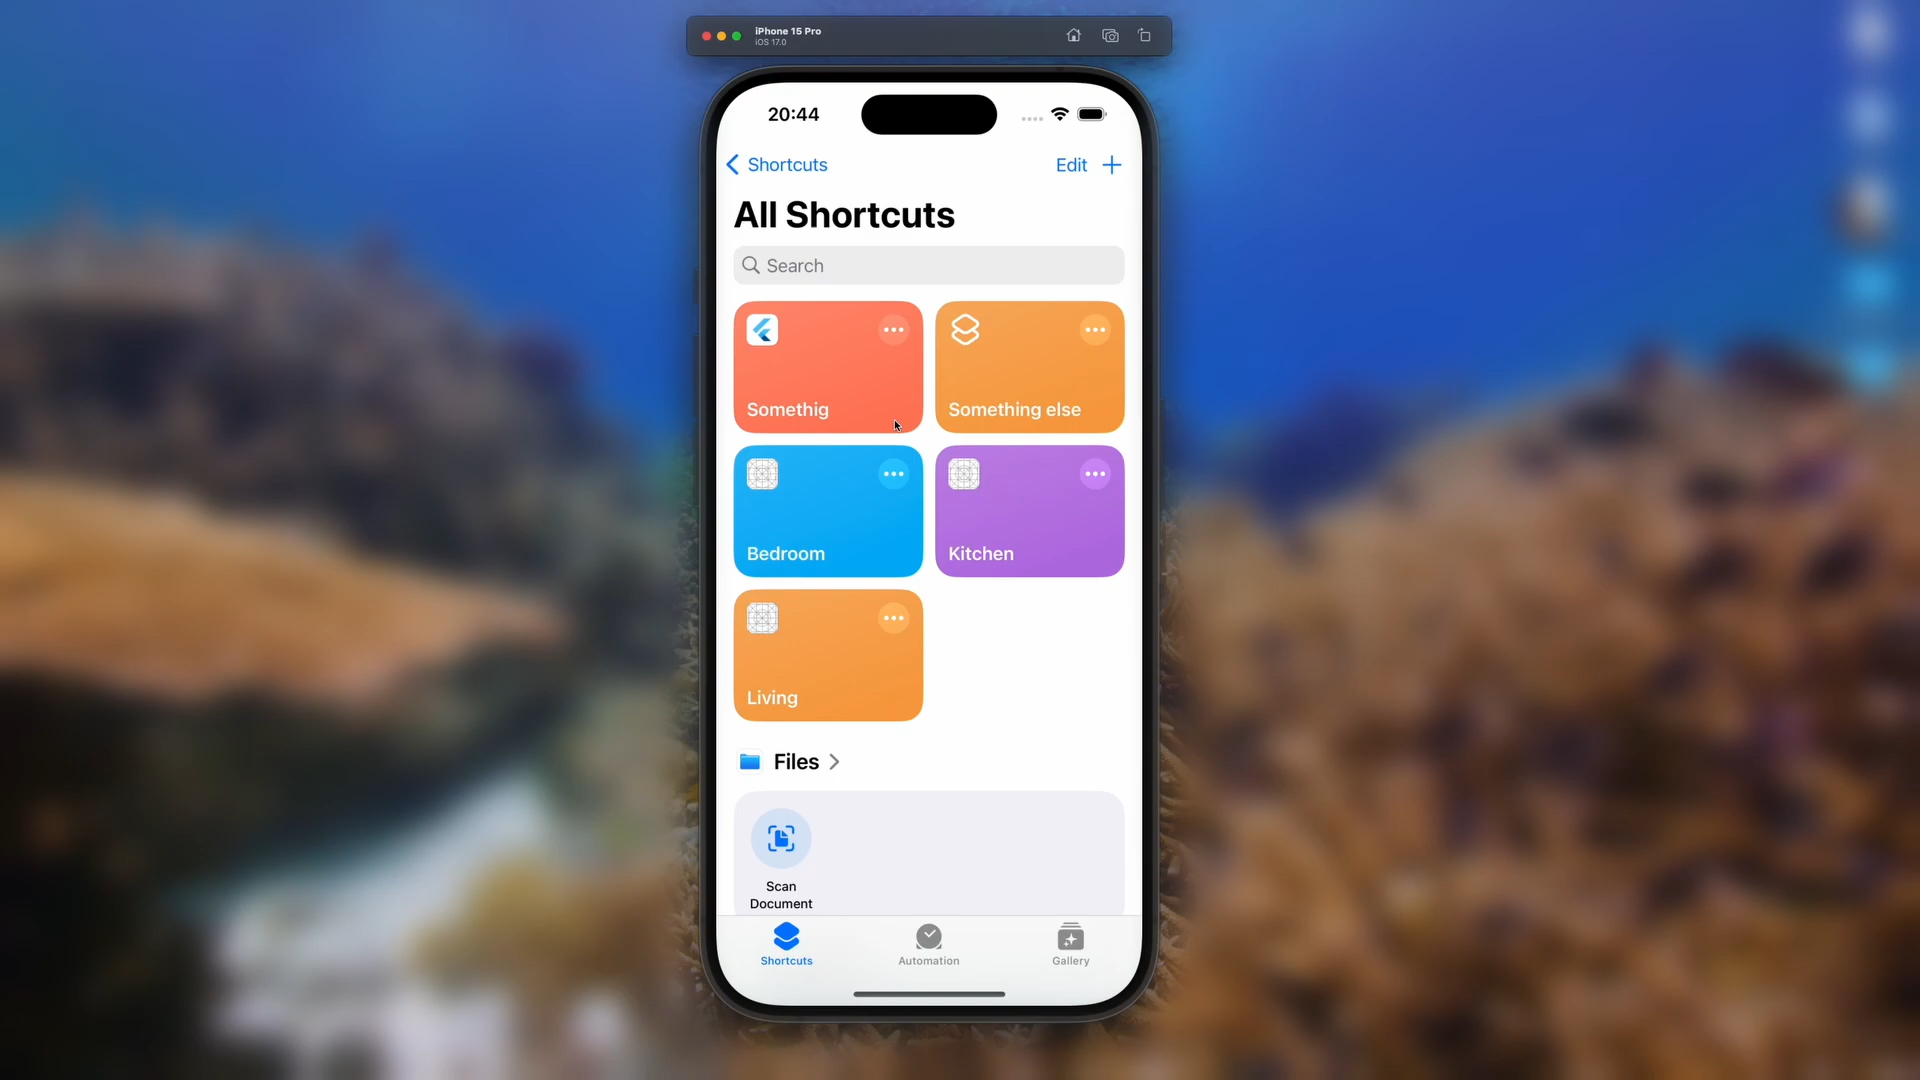 iPhone 15 Pro
iOS 17.0
20:44
Shortcuts
Edit
All Shortcuts
Search
Somethig
Something else
Bedroom
Kitchen
Living
Files
Scan
Document
Shortcuts
Automation
Gallery